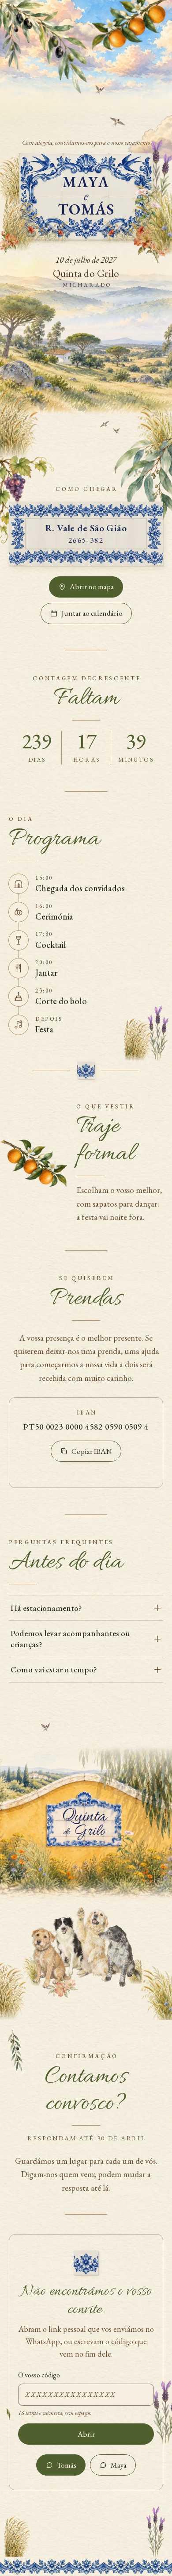 Com alegria, convidamos-vos para o nosso casamento
MAYA
e
TOMÁS
10 de julho de 2027
Quinta do Grilo
MILHARADO
COMO CHEGAR
R. Vale de São Gião
2665-382
Abrir no mapa
Juntar ao calendário
CONTAGEM DECRESCENTE
Faltam
239 17 39
DIAS HORAS MINUTOS
O DIA
Programa
15:00
Chegada dos convidados
16:00
Cerimónia
17:30
Cocktail
20:00
Jantar
23:00
Corte do bolo
DEPOIS
Festa
O QUE VESTIR
Traje
formal
Escolham o vosso melhor,
com sapatos para dançar:
a festa vai noite fora.
SE QUISEREM
Prendas
A vossa presença é o melhor presente. Se
quiserem deixar-nos uma prenda, uma ajuda
para começarmos a nossa vida a dois será
recebida com muito carinho.
IBAN
PT50 0023 0000 4582 0590 0509 4
Copiar IBAN
PERGUNTAS FREQUENTES
Antes do dia
Há estacionamento?
Podemos levar acompanhantes ou
crianças?
Como vai estar o tempo?
Quinta
do Grilo
CONFIRMAÇÃO
Contamos
convosco?
RESPONDAM ATÉ 30 DE ABRIL
Guardámos um lugar para cada um de vós.
Digam-nos quem vem; podem mudar a
resposta até lá.
Não encontrámos o vosso
convite.
Abram o link pessoal que vos enviámos no
WhatsApp, ou escrevam o código que
vem no fim dele.
O vosso código
XXXXXXXXXXXXXXXX
16 letras e números, sem espaços.
Abrir
Tomás
Maya